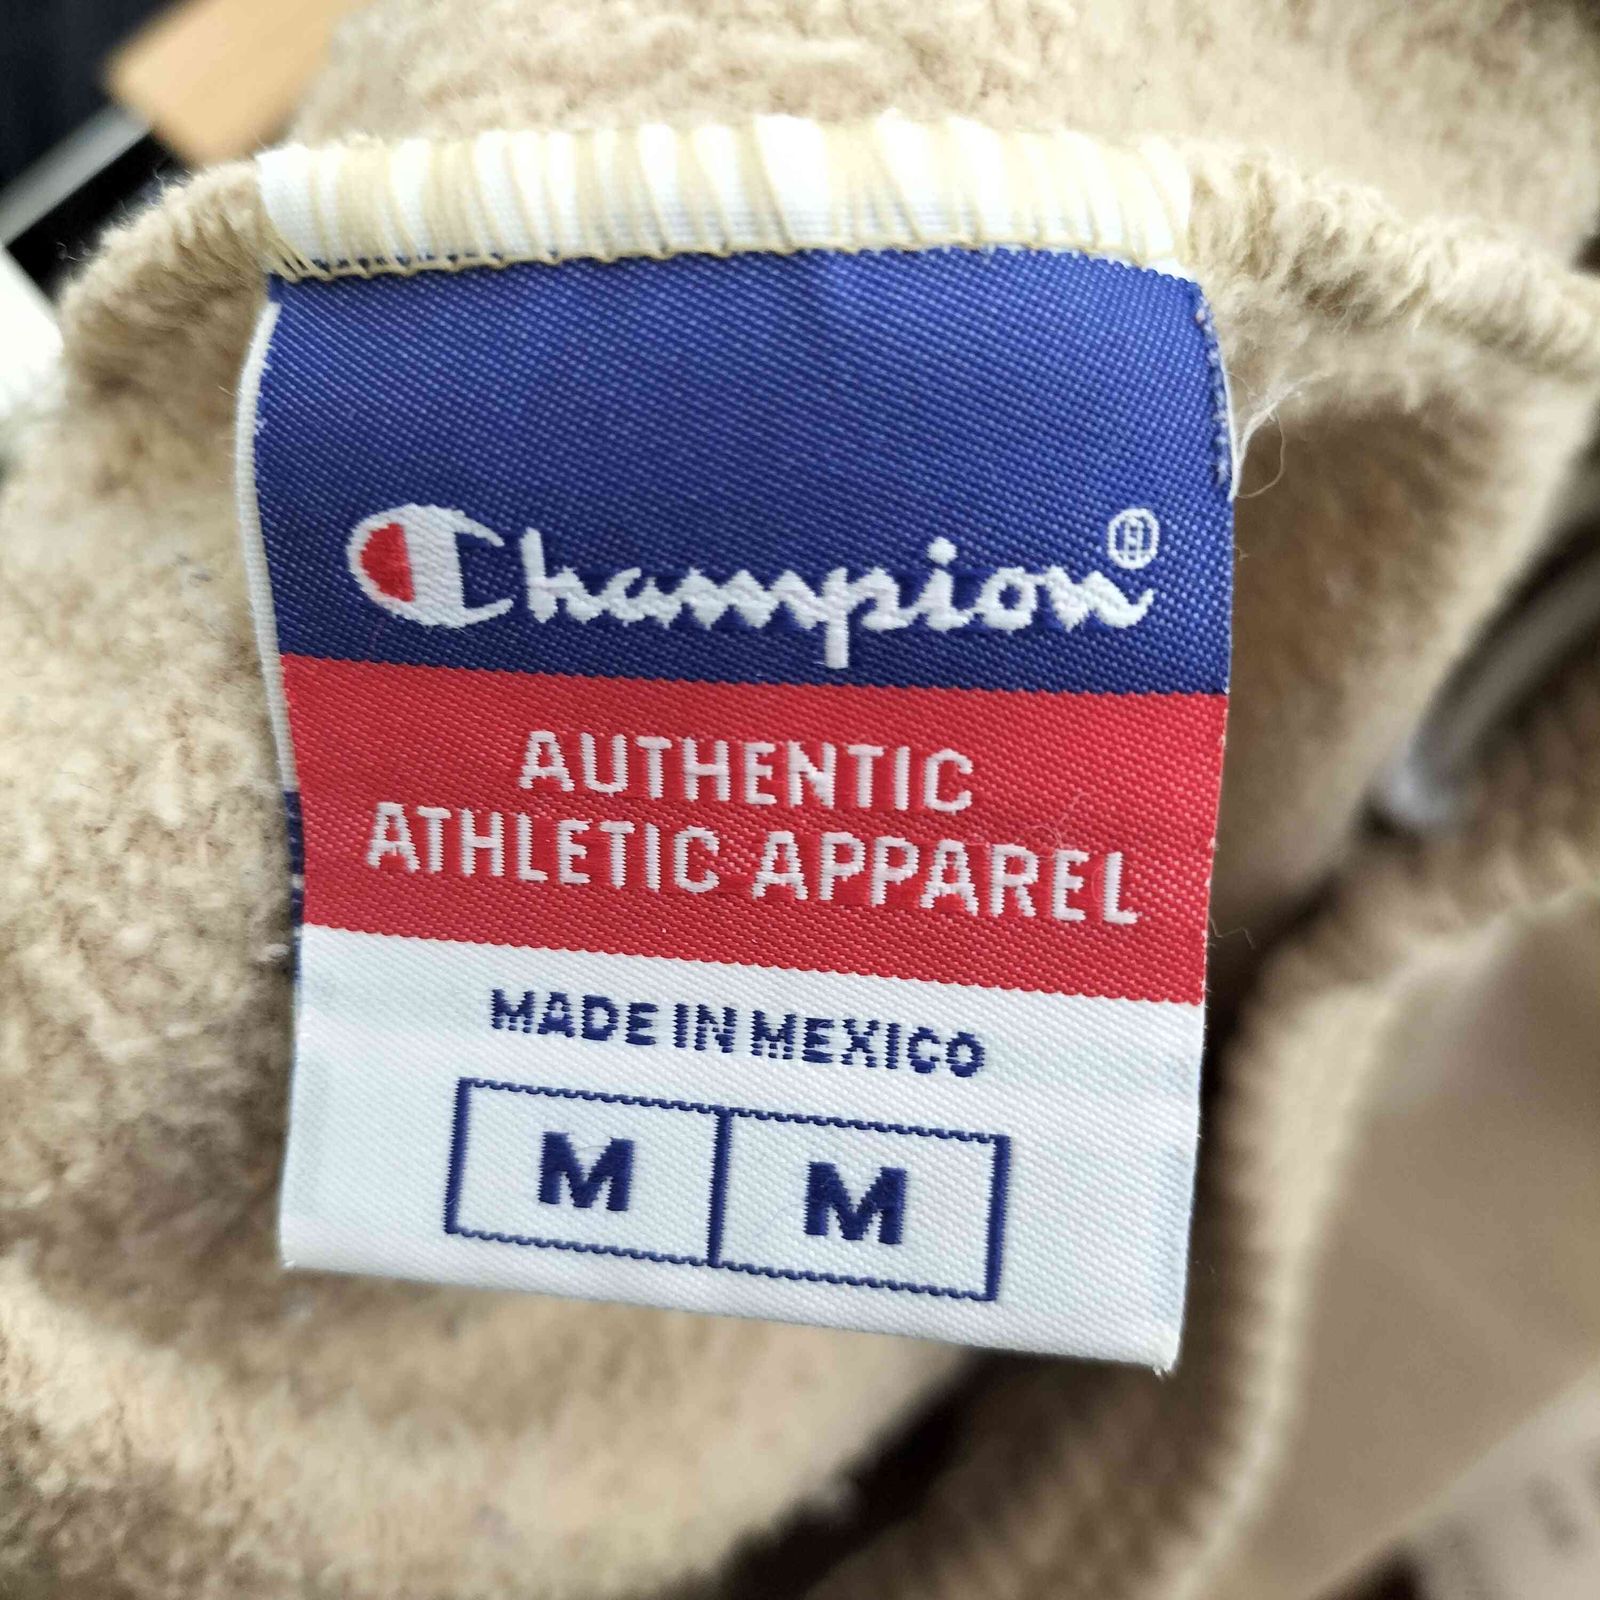 Champion®
AUTHENTIC
ATHLETIC APPAREL
MADE IN MEXICO
M M